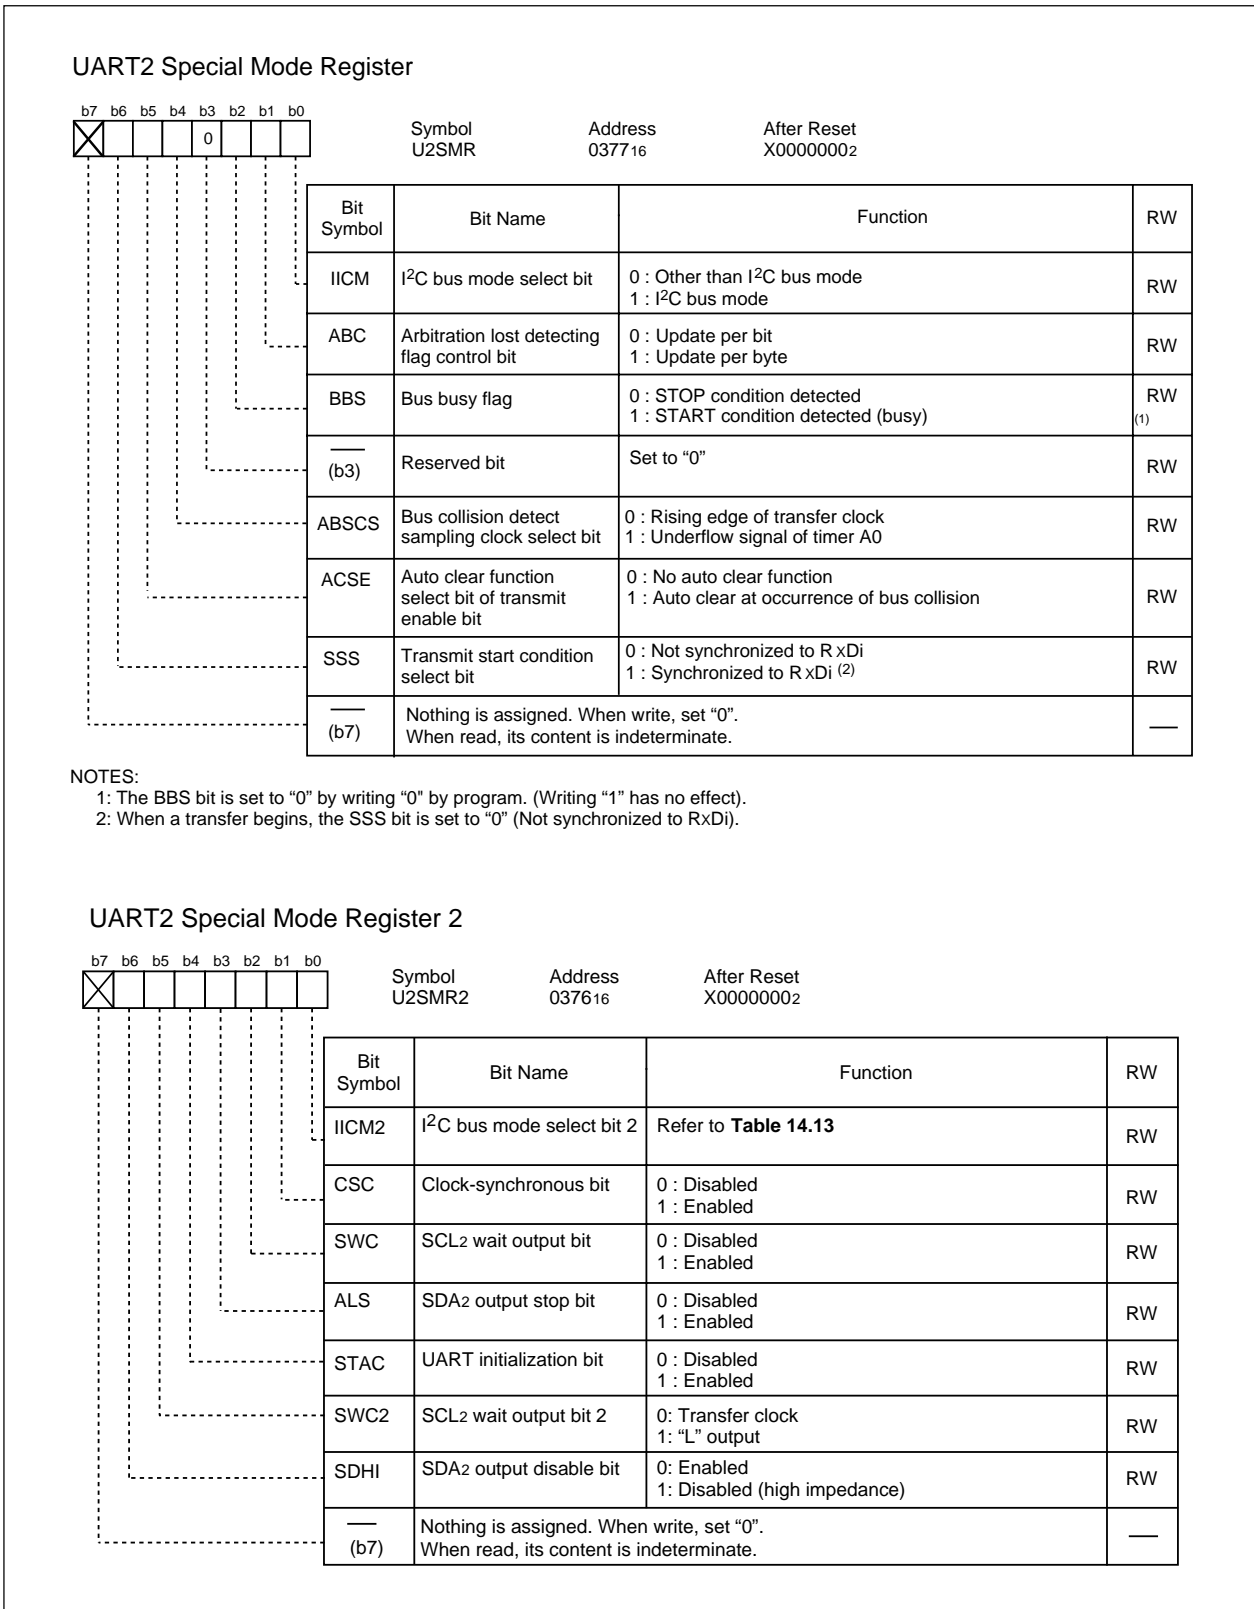 UART2 Special Mode Register
b7 b6 b5 b4 b3 b2 b1 b0
0
Symbol Address After Reset
U2SMR 037716 X00000002
Bit Symbol Bit Name Function RW
IICM I2C bus mode select bit 0 : Other than I2C bus mode
1 : I2C bus mode RW
ABC Arbitration lost detecting flag control bit 0 : Update per bit
1 : Update per byte RW
BBS Bus busy flag 0 : STOP condition detected
1 : START condition detected (busy) RW (1)
(b3) Reserved bit Set to “0” RW
ABSCS Bus collision detect sampling clock select bit 0 : Rising edge of transfer clock
1 : Underflow signal of timer A0 RW
ACSE Auto clear function select bit of transmit enable bit 0 : No auto clear function
1 : Auto clear at occurrence of bus collision RW
SSS Transmit start condition select bit 0 : Not synchronized to RXDi
1 : Synchronized to RXDi (2) RW
(b7) Nothing is assigned. When write, set “0”.
When read, its content is indeterminate. —
NOTES:
1: The BBS bit is set to “0” by writing “0" by program. (Writing “1” has no effect).
2: When a transfer begins, the SSS bit is set to “0” (Not synchronized to RXDi).
UART2 Special Mode Register 2
b7 b6 b5 b4 b3 b2 b1 b0
Symbol Address After Reset
U2SMR2 037616 X00000002
Bit Symbol Bit Name Function RW
IICM2 I2C bus mode select bit 2 Refer to Table 14.13 RW
CSC Clock-synchronous bit 0 : Disabled
1 : Enabled RW
SWC SCL2 wait output bit 0 : Disabled
1 : Enabled RW
ALS SDA2 output stop bit 0 : Disabled
1 : Enabled RW
STAC UART initialization bit 0 : Disabled
1 : Enabled RW
SWC2 SCL2 wait output bit 2 0: Transfer clock
1: “L” output RW
SDHI SDA2 output disable bit 0: Enabled
1: Disabled (high impedance) RW
(b7) Nothing is assigned. When write, set “0”.
When read, its content is indeterminate. —